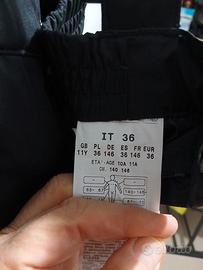 IT 36
GB PL DE ES FR EUR
11Y 36 146 36 146 36
ETA'-AGE 10A 11A
CM. 140 146